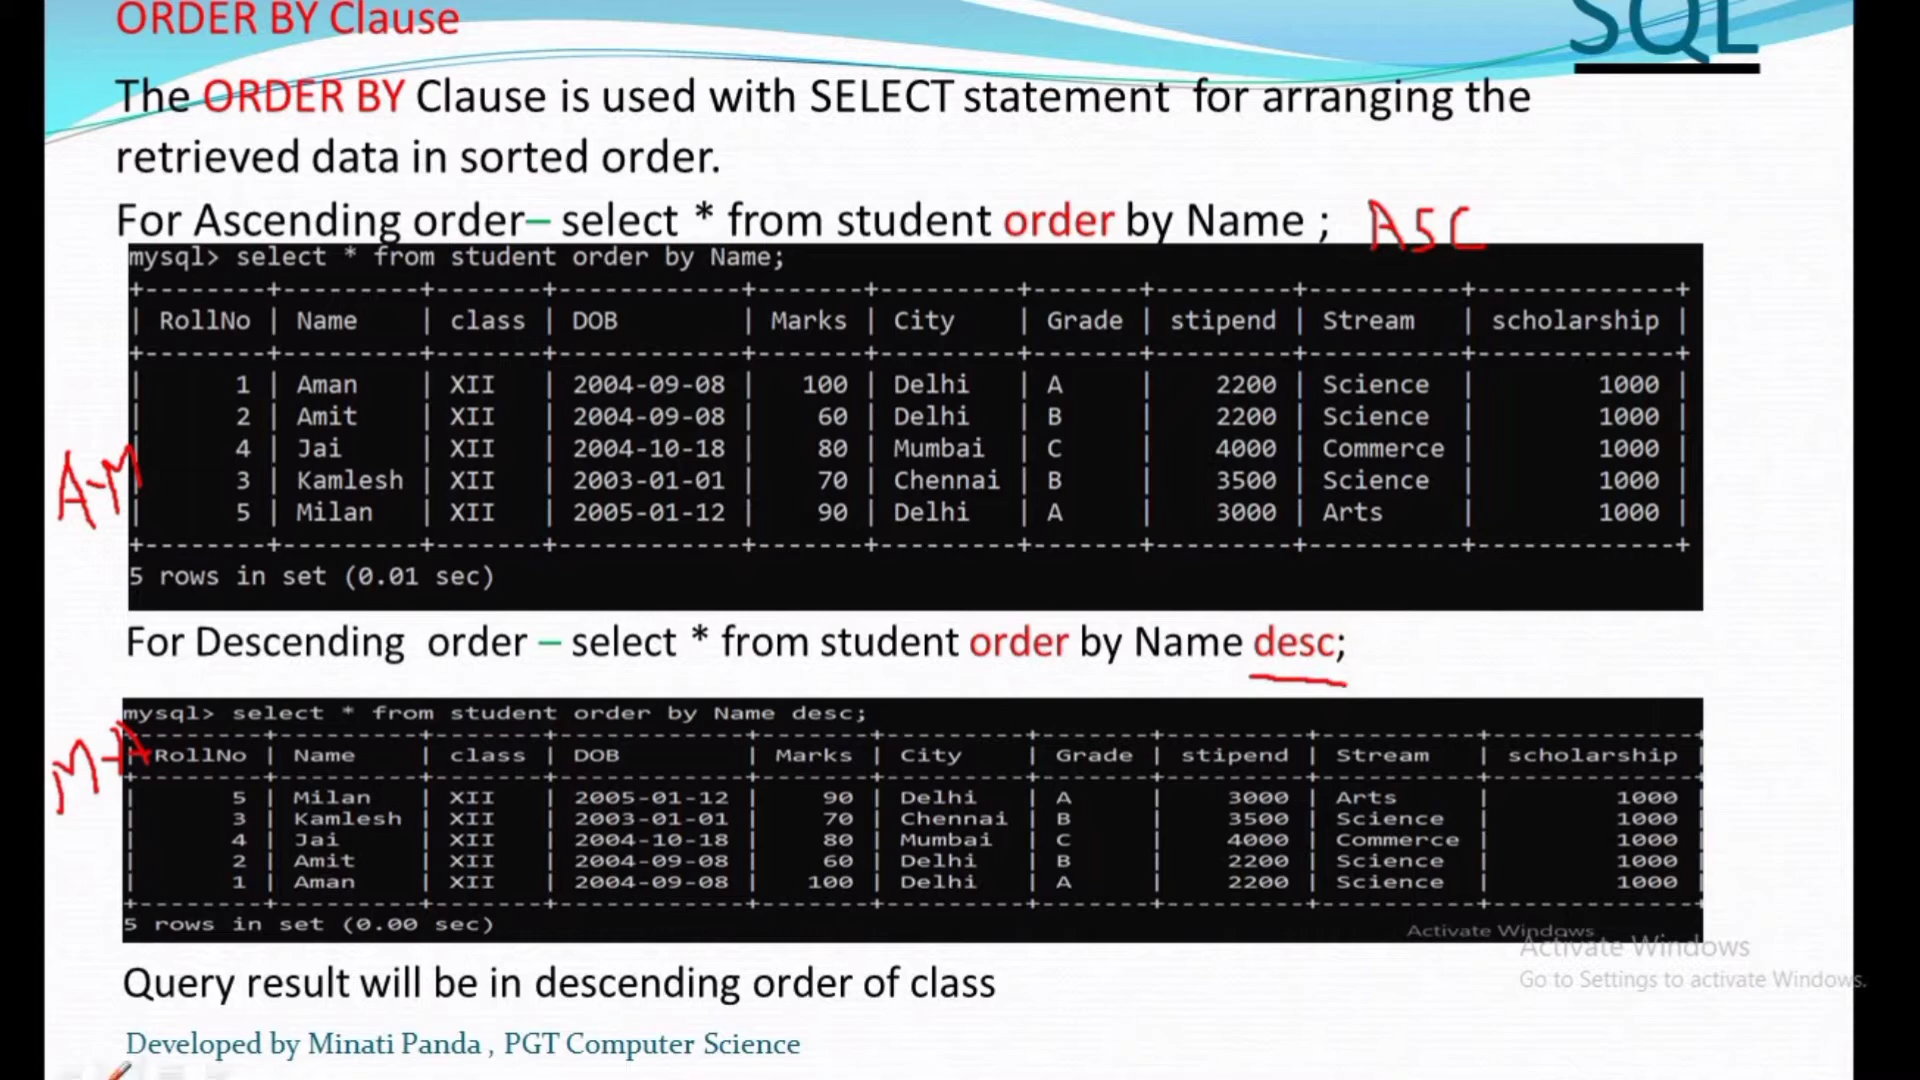 ORDER BY Clause
SQL
The ORDER BY Clause is used with SELECT statement for arranging the
retrieved data in sorted order.
For Ascending order– select * from student order by Name ; ASC
mysql> select * from student order by Name;
+--------+---------+-------+------------+-------+---------+-------+---------+----------+-------------+
| RollNo | Name | class | DOB | Marks | City | Grade | stipend | Stream | scholarship |
+--------+---------+-------+------------+-------+---------+-------+---------+----------+-------------+
| 1 | Aman | XII | 2004-09-08 | 100 | Delhi | A | 2200 | Science | 1000 |
| 2 | Amit | XII | 2004-09-08 | 60 | Delhi | B | 2200 | Science | 1000 |
| 4 | Jai | XII | 2004-10-18 | 80 | Mumbai | C | 4000 | Commerce | 1000 |
| 3 | Kamlesh | XII | 2003-01-01 | 70 | Chennai | B | 3500 | Science | 1000 |
| 5 | Milan | XII | 2005-01-12 | 90 | Delhi | A | 3000 | Arts | 1000 |
+--------+---------+-------+------------+-------+---------+-------+---------+----------+-------------+
A-M
5 rows in set (0.01 sec)
For Descending order – select * from student order by Name desc;
mysql> select * from student order by Name desc;
+--------+---------+-------+------------+-------+---------+-------+---------+----------+-------------+
M-A
| RollNo | Name | class | DOB | Marks | City | Grade | stipend | Stream | scholarship |
+--------+---------+-------+------------+-------+---------+-------+---------+----------+-------------+
| 5 | Milan | XII | 2005-01-12 | 90 | Delhi | A | 3000 | Arts | 1000 |
| 3 | Kamlesh | XII | 2003-01-01 | 70 | Chennai | B | 3500 | Science | 1000 |
| 4 | Jai | XII | 2004-10-18 | 80 | Mumbai | C | 4000 | Commerce | 1000 |
| 2 | Amit | XII | 2004-09-08 | 60 | Delhi | B | 2200 | Science | 1000 |
| 1 | Aman | XII | 2004-09-08 | 100 | Delhi | A | 2200 | Science | 1000 |
+--------+---------+-------+------------+-------+---------+-------+---------+----------+-------------+
5 rows in set (0.00 sec)
Activate Windows
Activate Windows
Go to Settings to activate Windows.
Query result will be in descending order of class
Developed by Minati Panda , PGT Computer Science